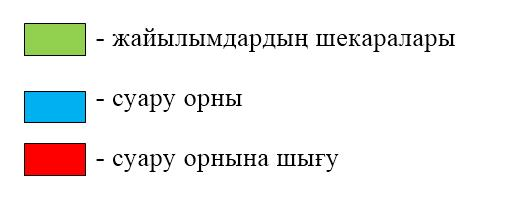 - жайылымдардың шекаралары
- суару орны
- суару орнына шығу